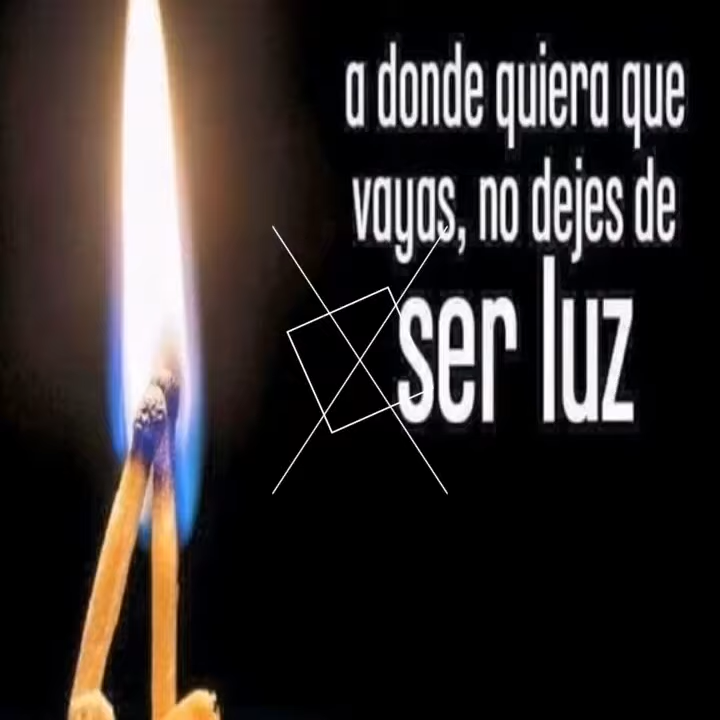 a donde quiera que
vayas, no dejes de
ser luz